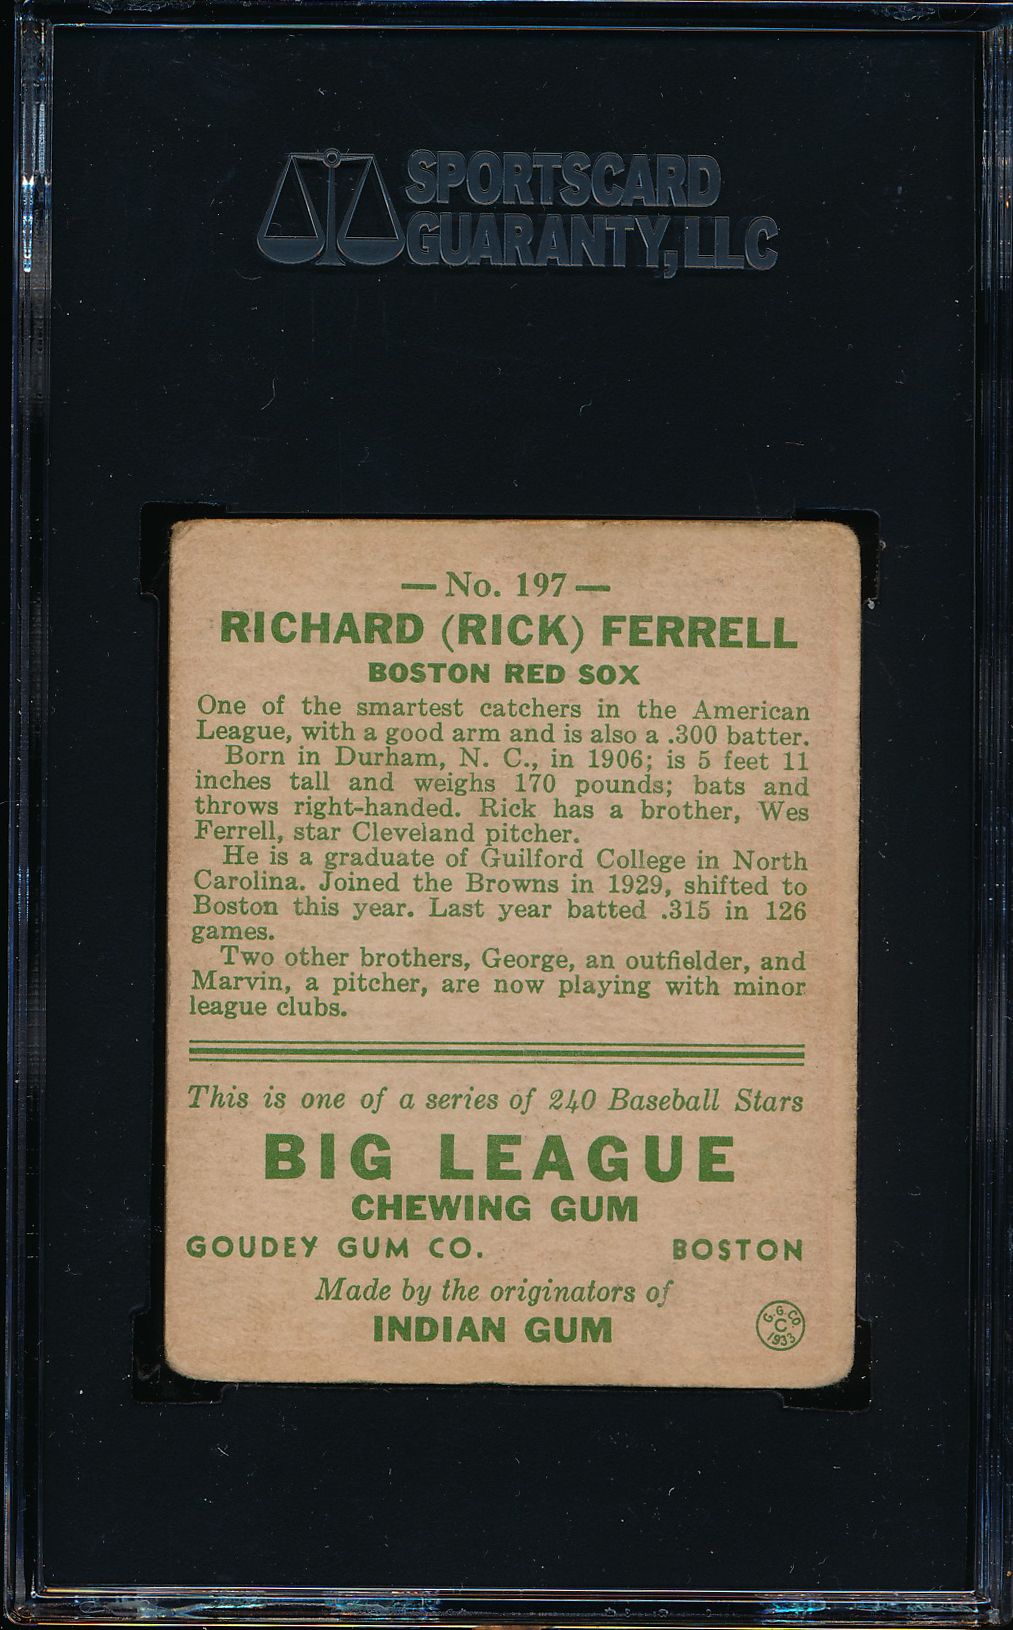 SPORTSCARD
GUARANTY, LLC
— No. 197 —
RICHARD (RICK) FERRELL
BOSTON RED SOX
One of the smartest catchers in the American
League, with a good arm and is also a .300 batter.
Born in Durham, N. C., in 1906; is 5 feet 11
inches tall and weighs 170 pounds; bats and
throws right-handed. Rick has a brother, Wes
Ferrell, star Cleveland pitcher.
He is a graduate of Guilford College in North
Carolina. Joined the Browns in 1929, shifted to
Boston this year. Last year batted .315 in 126
games.
Two other brothers, George, an outfielder, and
Marvin, a pitcher, are now playing with minor
league clubs.
This is one of a series of 240 Baseball Stars
BIG LEAGUE
CHEWING GUM
GOUDEY GUM CO. BOSTON
Made by the originators of
INDIAN GUM
G.G.CO.
C
1933